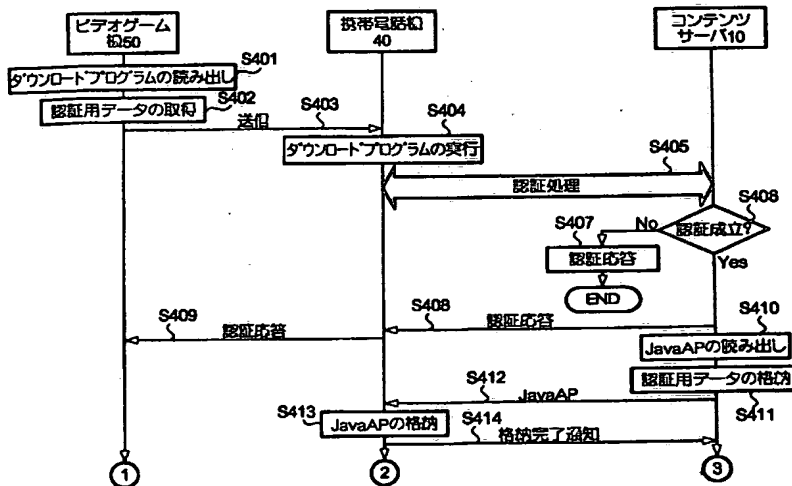 ビデオゲーム
機50
携帯電話機
40
コンテンツ
サーバ10
S401
ダウンロードプログラムの読み出し
S402
認証用データの取得
S403
送信
S404
ダウンロードプログラムの実行
S405
認証処理
S408
認証成立?
No
Yes
S407
認証応答
END
S409
認証応答
S408
認証応答
S410
JavaAPの読み出し
認証用データの格納
S411
S412
JavaAP
S413
JavaAPの格納
S414
格納完了通知
1
2
3